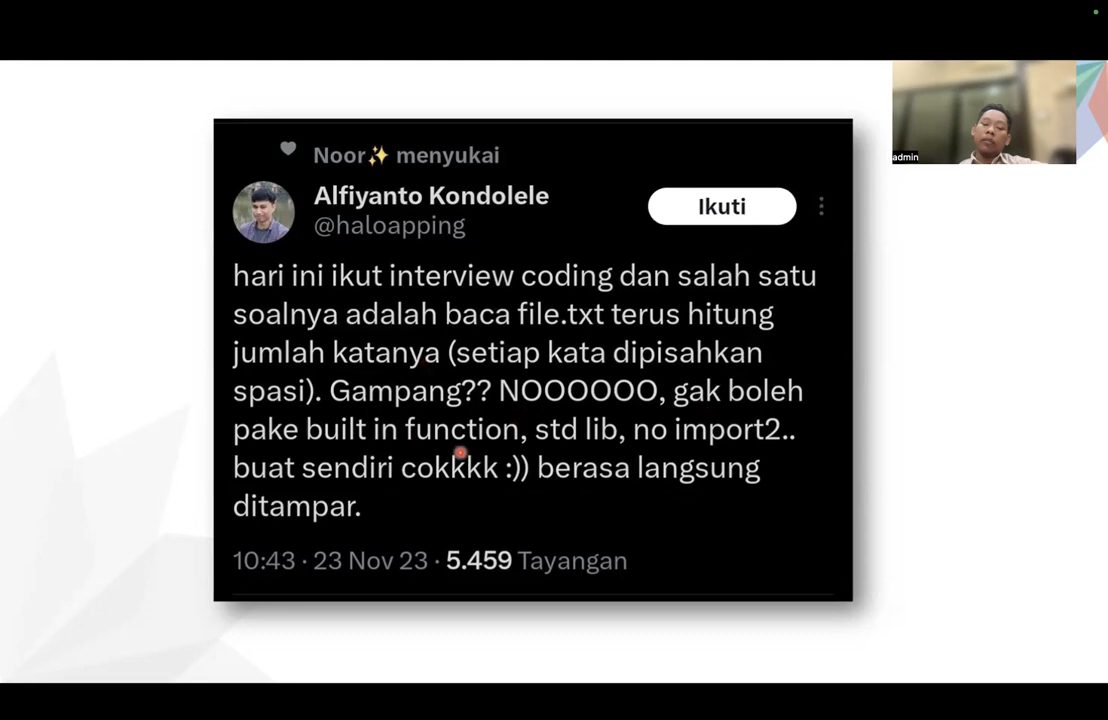 Noor✨ menyukai
Alfiyanto Kondolele
@haloapping
Ikuti
hari ini ikut interview coding dan salah satu
soalnya adalah baca file.txt terus hitung
jumlah katanya (setiap kata dipisahkan
spasi). Gampang?? NOOOOOO, gak boleh
pake built in function, std lib, no import2..
buat sendiri cokkkk :)) berasa langsung
ditampar.
10:43 · 23 Nov 23 · 5.459 Tayangan
admin